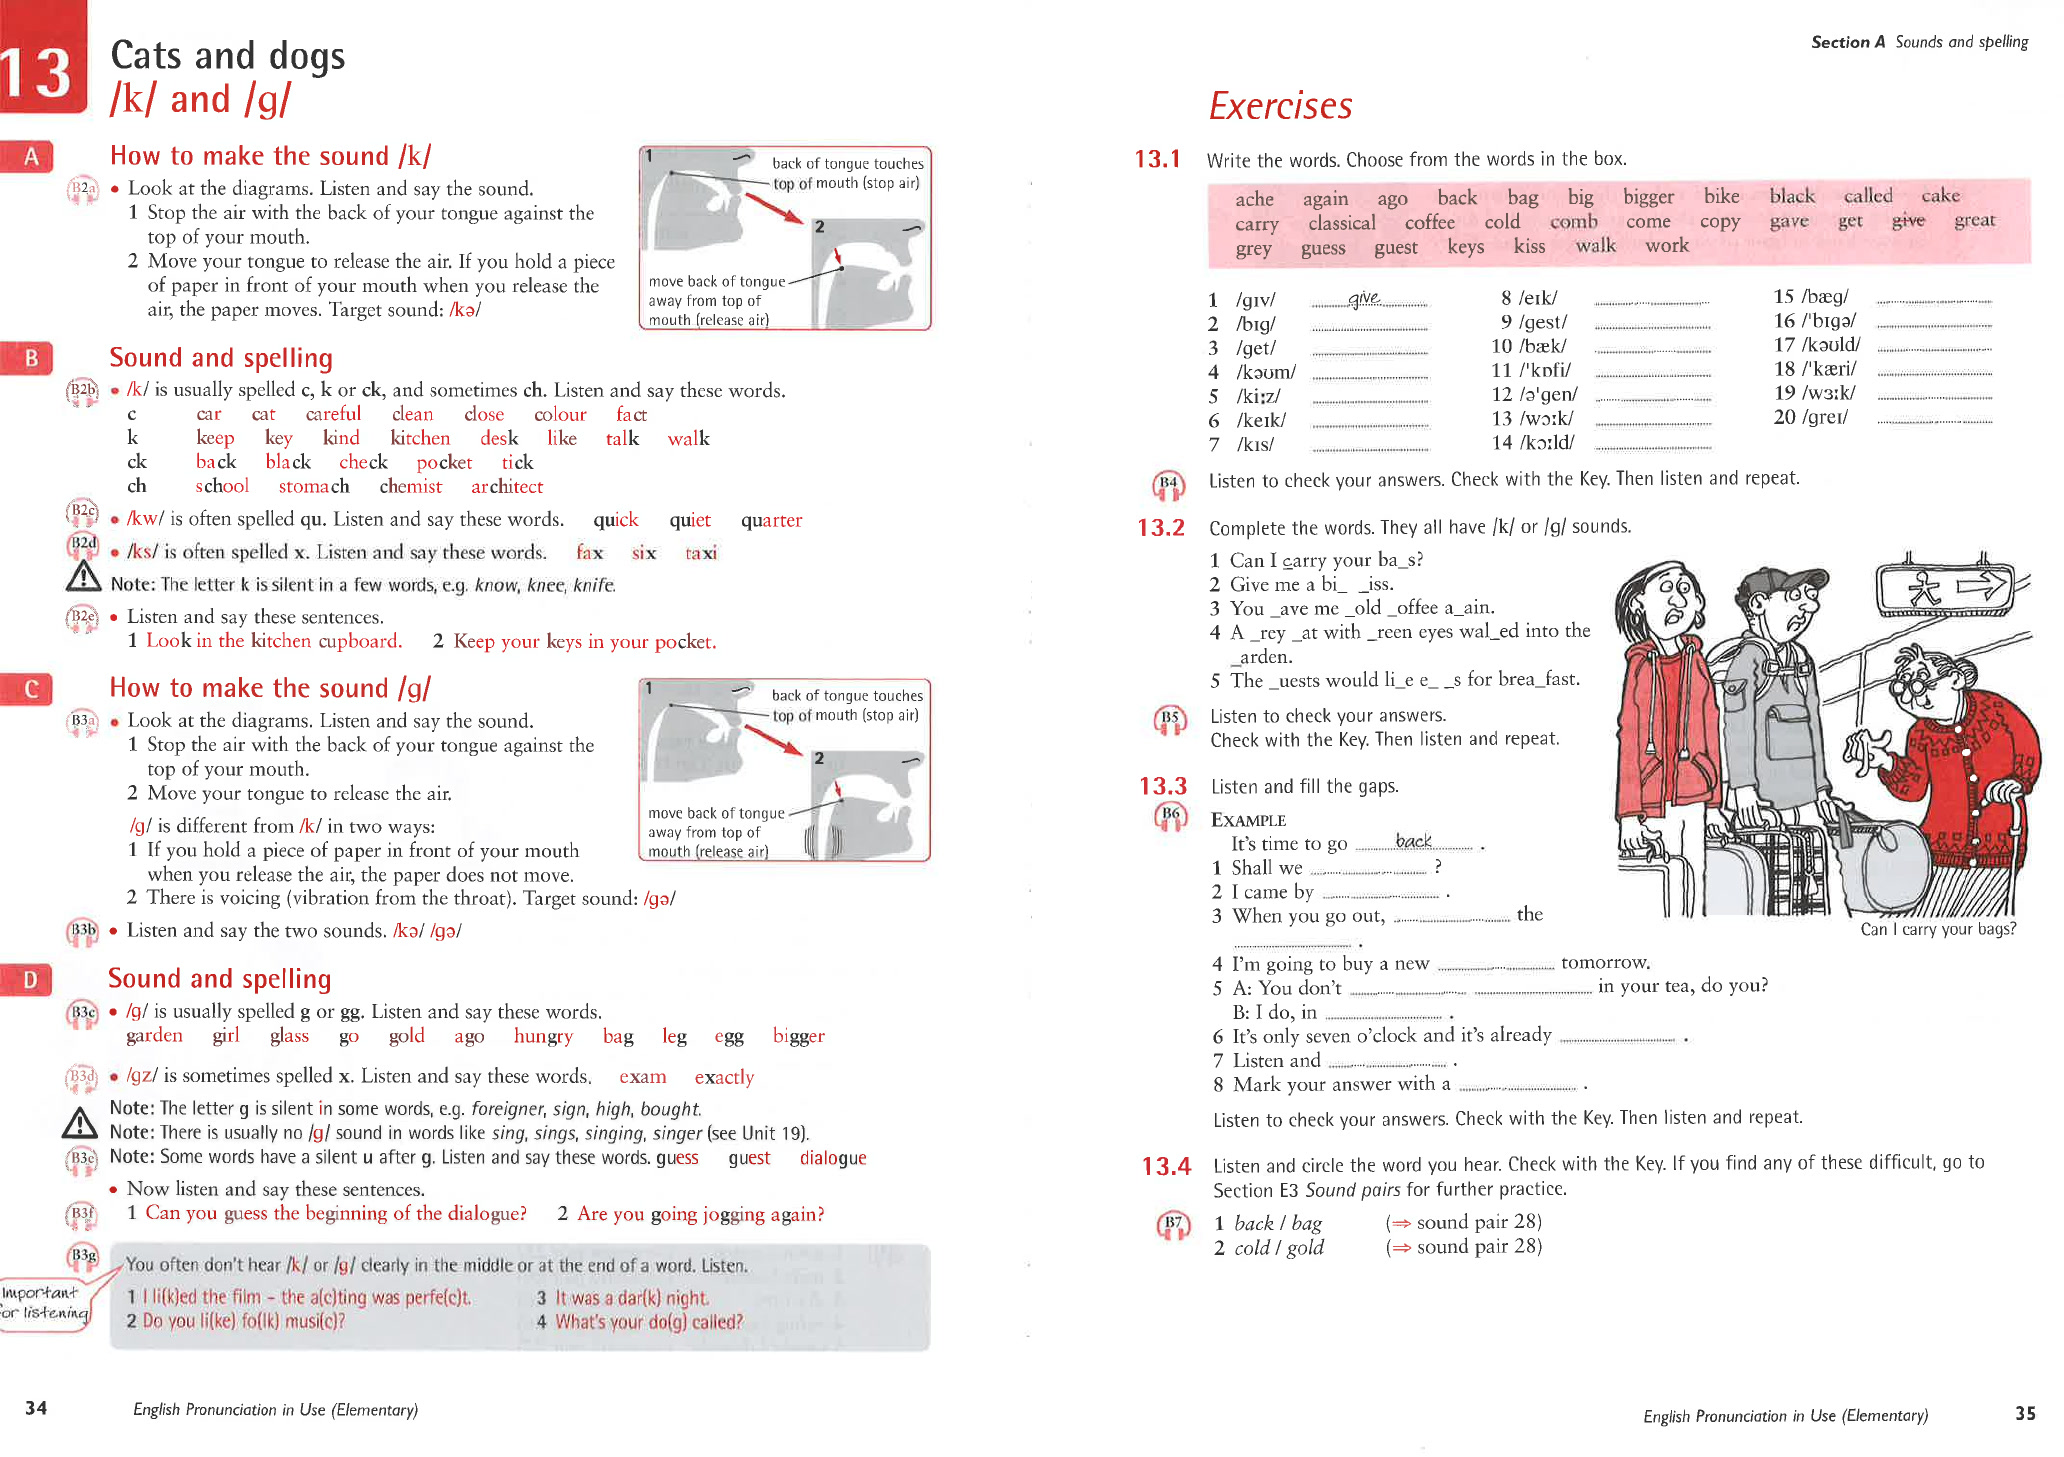 13
Cats and dogs
/k/ and /g/
A
How to make the sound /k/
B2a
• Look at the diagrams. Listen and say the sound.
1 Stop the air with the back of your tongue against the
top of your mouth.
2 Move your tongue to release the air. If you hold a piece
of paper in front of your mouth when you release the
air, the paper moves. Target sound: /kə/
1
back of tongue touches
top of mouth (stop air)
2
move back of tongue
away from top of
mouth (release air)
B
Sound and spelling
B2b
• /k/ is usually spelled c, k or ck, and sometimes ch. Listen and say these words.
c car cat careful clean close colour fact
k keep key kind kitchen desk like talk walk
ck back black check pocket tick
ch school stomach chemist architect
B2c
• /kw/ is often spelled qu. Listen and say these words. quick quiet quarter
B2d
• /ks/ is often spelled x. Listen and say these words. fax six taxi
Note: The letter k is silent in a few words, e.g. know, knee, knife.
B2e
• Listen and say these sentences.
1 Look in the kitchen cupboard. 2 Keep your keys in your pocket.
C
How to make the sound /g/
B3a
• Look at the diagrams. Listen and say the sound.
1 Stop the air with the back of your tongue against the
top of your mouth.
2 Move your tongue to release the air.
/g/ is different from /k/ in two ways:
1 If you hold a piece of paper in front of your mouth
when you release the air, the paper does not move.
2 There is voicing (vibration from the throat). Target sound: /gə/
1
back of tongue touches
top of mouth (stop air)
2
move back of tongue
away from top of
mouth (release air)
B3b
• Listen and say the two sounds. /kə/ /gə/
D
Sound and spelling
B3c
• /g/ is usually spelled g or gg. Listen and say these words.
garden girl glass go gold ago hungry bag leg egg bigger
B3d
• /gz/ is sometimes spelled x. Listen and say these words. exam exactly
Note: The letter g is silent in some words, e.g. foreigner, sign, high, bought.
Note: There is usually no /g/ sound in words like sing, sings, singing, singer (see Unit 19).
B3e
Note: Some words have a silent u after g. Listen and say these words. guess guest dialogue
• Now listen and say these sentences.
B3f
1 Can you guess the beginning of the dialogue? 2 Are you going jogging again?
B3g
You often don't hear /k/ or /g/ clearly in the middle or at the end of a word. Listen.
Important
for listening
1 I li(k)ed the film – the a(c)ting was perfe(c)t. 3 It was a dar(k) night.
2 Do you li(ke) fo(lk) musi(c)? 4 What's your do(g) called?
34 English Pronunciation in Use (Elementary)
Section A Sounds and spelling
Exercises
13.1 Write the words. Choose from the words in the box.
ache again ago back bag big bigger bike black called cake
carry classical coffee cold comb come copy gave get give great
grey guess guest keys kiss walk work
1 /gɪv/ give 8 /eɪk/ 15 /bæg/
2 /bɪg/ 9 /gest/ 16 /'bɪgə/
3 /get/ 10 /bæk/ 17 /kəʊld/
4 /kəʊm/ 11 /'kɒfi/ 18 /'kæri/
5 /kiːz/ 12 /ə'gen/ 19 /wɜːk/
6 /keɪk/ 13 /wɔːk/ 20 /greɪ/
7 /kɪs/ 14 /kɔːld/
B4
Listen to check your answers. Check with the Key. Then listen and repeat.
13.2 Complete the words. They all have /k/ or /g/ sounds.
1 Can I carry your ba_s?
2 Give me a bi_ _iss.
3 You _ave me _old _offee a_ain.
4 A _rey _at with _reen eyes wal_ed into the
_arden.
5 The _uests would li_e e_ _s for brea_fast.
B5
Listen to check your answers.
Check with the Key. Then listen and repeat.
13.3 Listen and fill the gaps.
B6
EXAMPLE
It's time to go back .
1 Shall we ?
2 I came by .
3 When you go out, the
.
Can I carry your bags?
4 I'm going to buy a new tomorrow.
5 A: You don't in your tea, do you?
B: I do, in .
6 It's only seven o'clock and it's already .
7 Listen and .
8 Mark your answer with a .
Listen to check your answers. Check with the Key. Then listen and repeat.
13.4 Listen and circle the word you hear. Check with the Key. If you find any of these difficult, go to
Section E3 Sound pairs for further practice.
B7
1 back / bag (⇒ sound pair 28)
2 cold / gold (⇒ sound pair 28)
English Pronunciation in Use (Elementary) 35